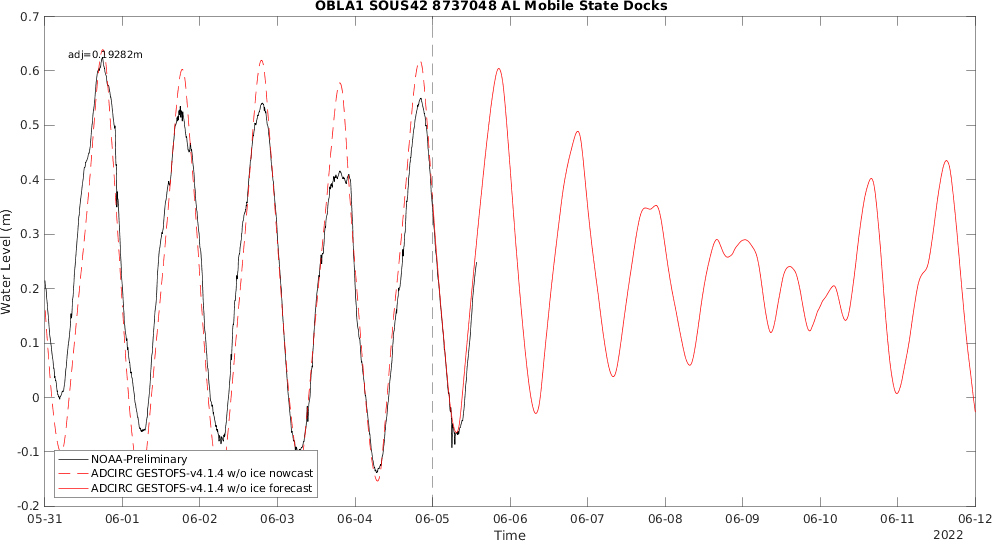 OBLA1 SOUS42 8737048 AL Mobile State Docks
adj=0.19282m
Water Level (m)
0.7
0.6
0.5
0.4
0.3
0.2
0.1
0
-0.1
-0.2
NOAA-Preliminary
ADCIRC GESTOFS-v4.1.4 w/o ice nowcast
ADCIRC GESTOFS-v4.1.4 w/o ice forecast
05-31 06-01 06-02 06-03 06-04 06-05 06-06 06-07 06-08 06-09 06-10 06-11 06-12
Time
2022